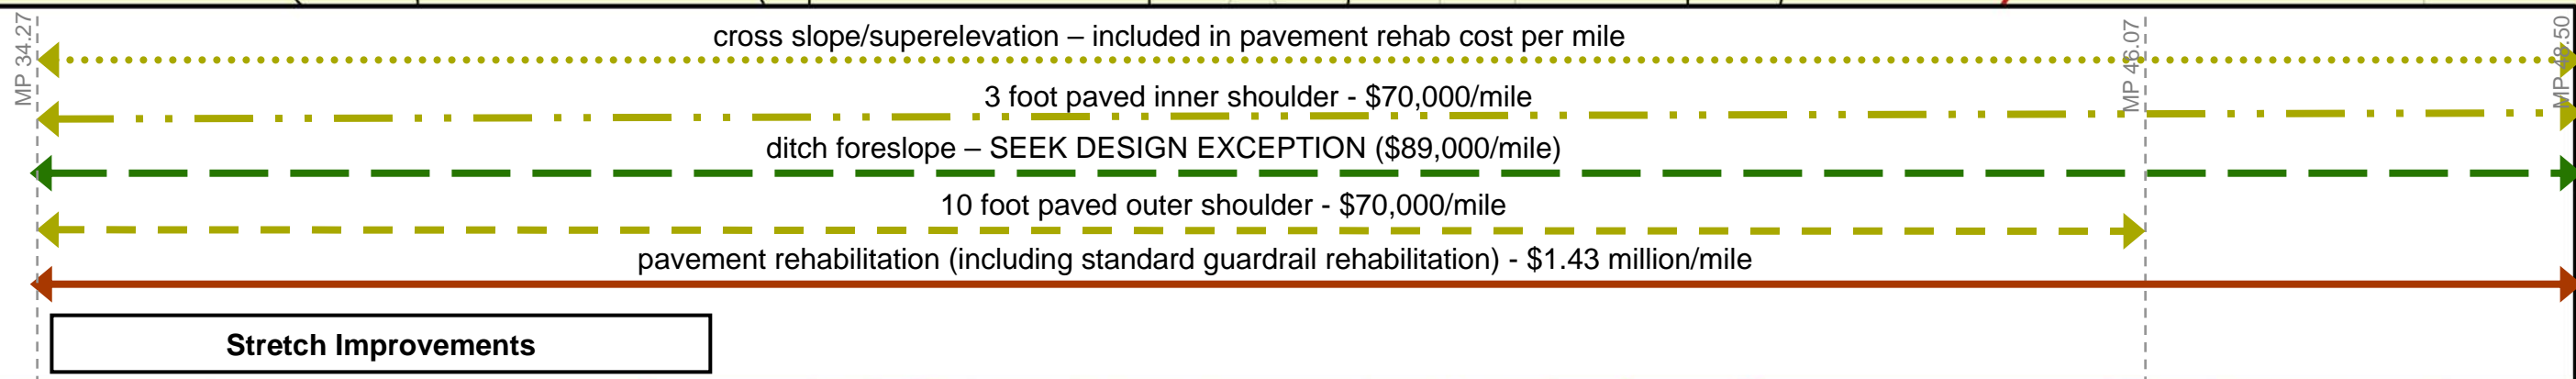 MP 34.27
MP 46.07
MP 48.50
cross slope/superelevation – included in pavement rehab cost per mile
3 foot paved inner shoulder - $70,000/mile
ditch foreslope – SEEK DESIGN EXCEPTION ($89,000/mile)
10 foot paved outer shoulder - $70,000/mile
pavement rehabilitation (including standard guardrail rehabilitation) - $1.43 million/mile
Stretch Improvements